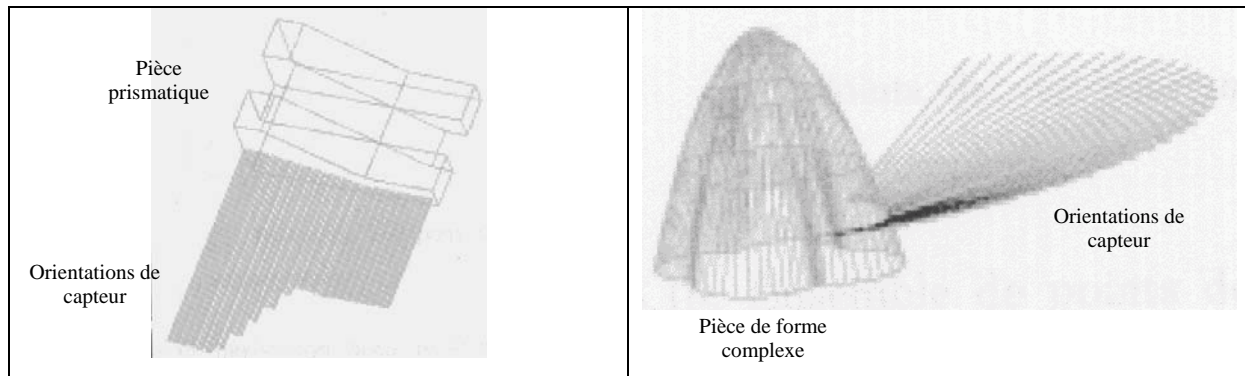 Pièce
prismatique
Orientations de
capteur
Orientations de
capteur
Pièce de forme
complexe